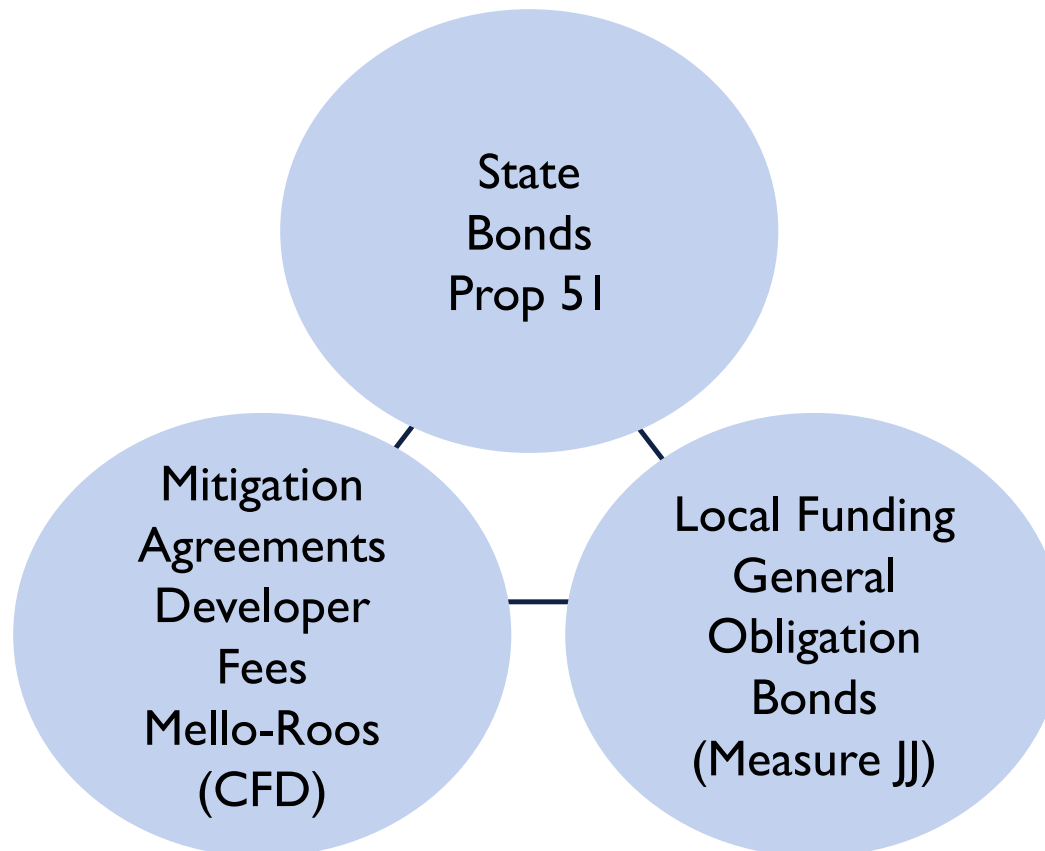 State
Bonds
Prop 51
Mitigation
Agreements
Developer
Fees
Mello-Roos
(CFD)
Local Funding
General
Obligation
Bonds
(Measure JJ)